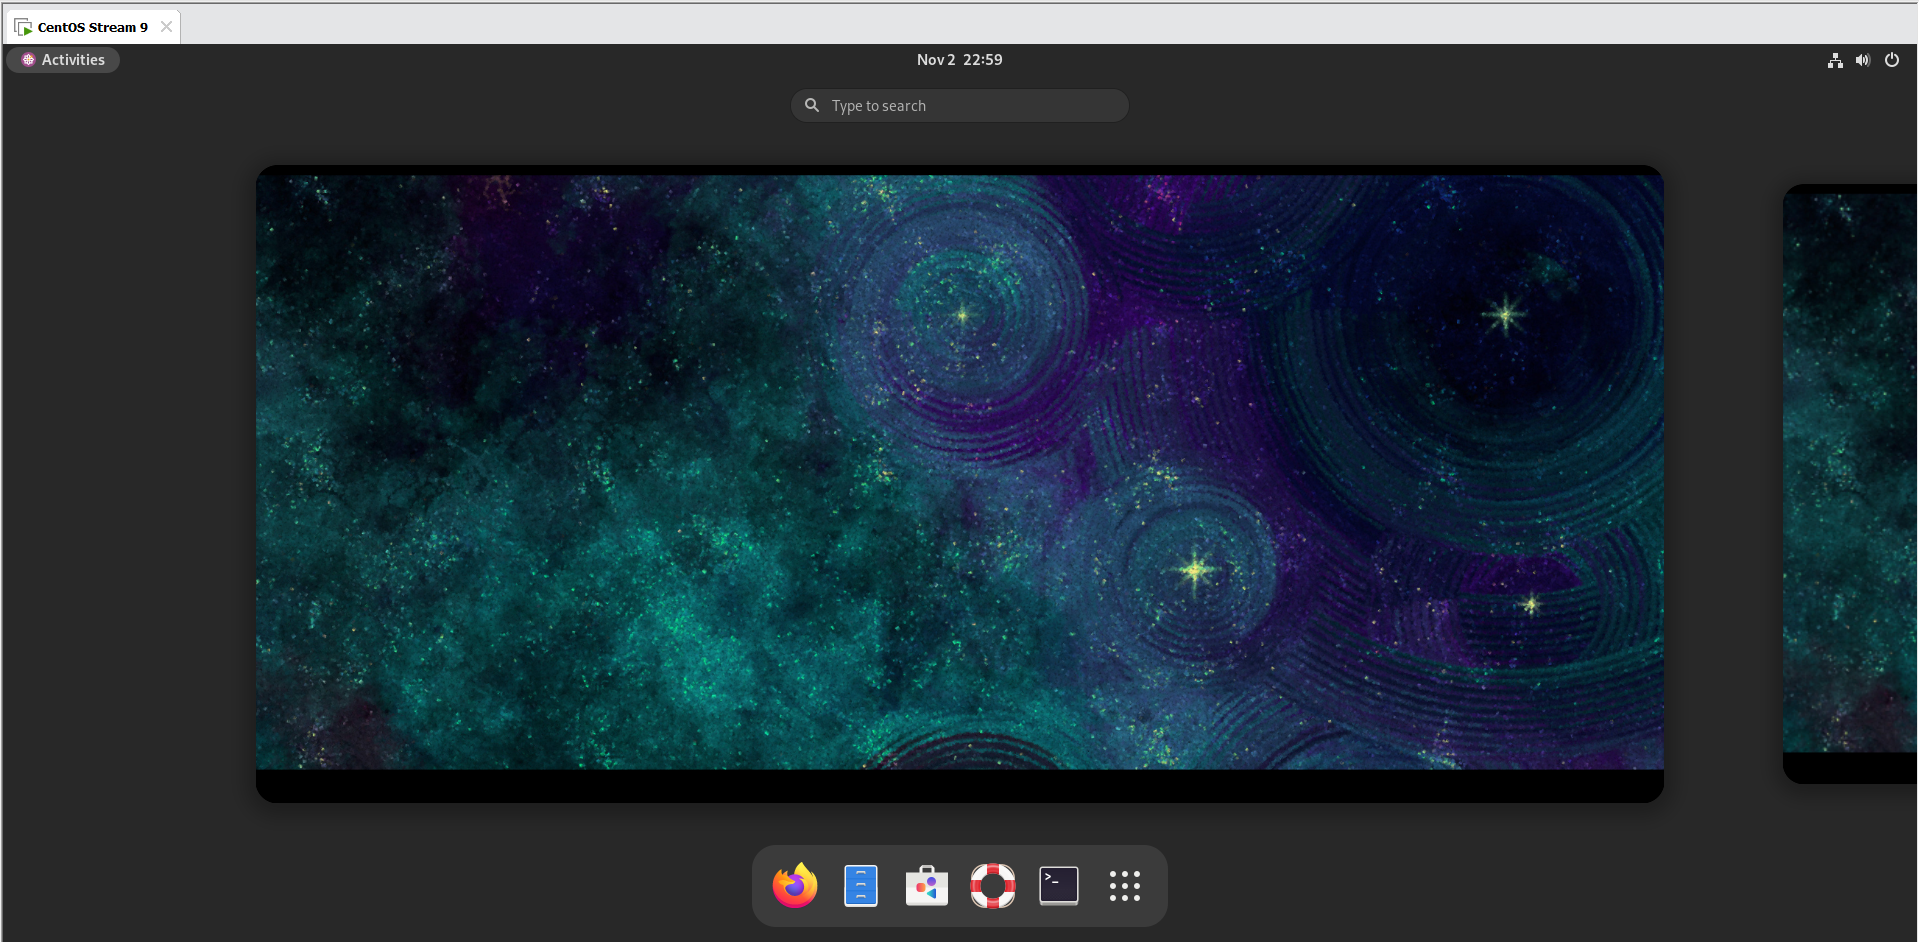 CentOS Stream 9
Activities
Nov 2 22:59
Type to search
>_